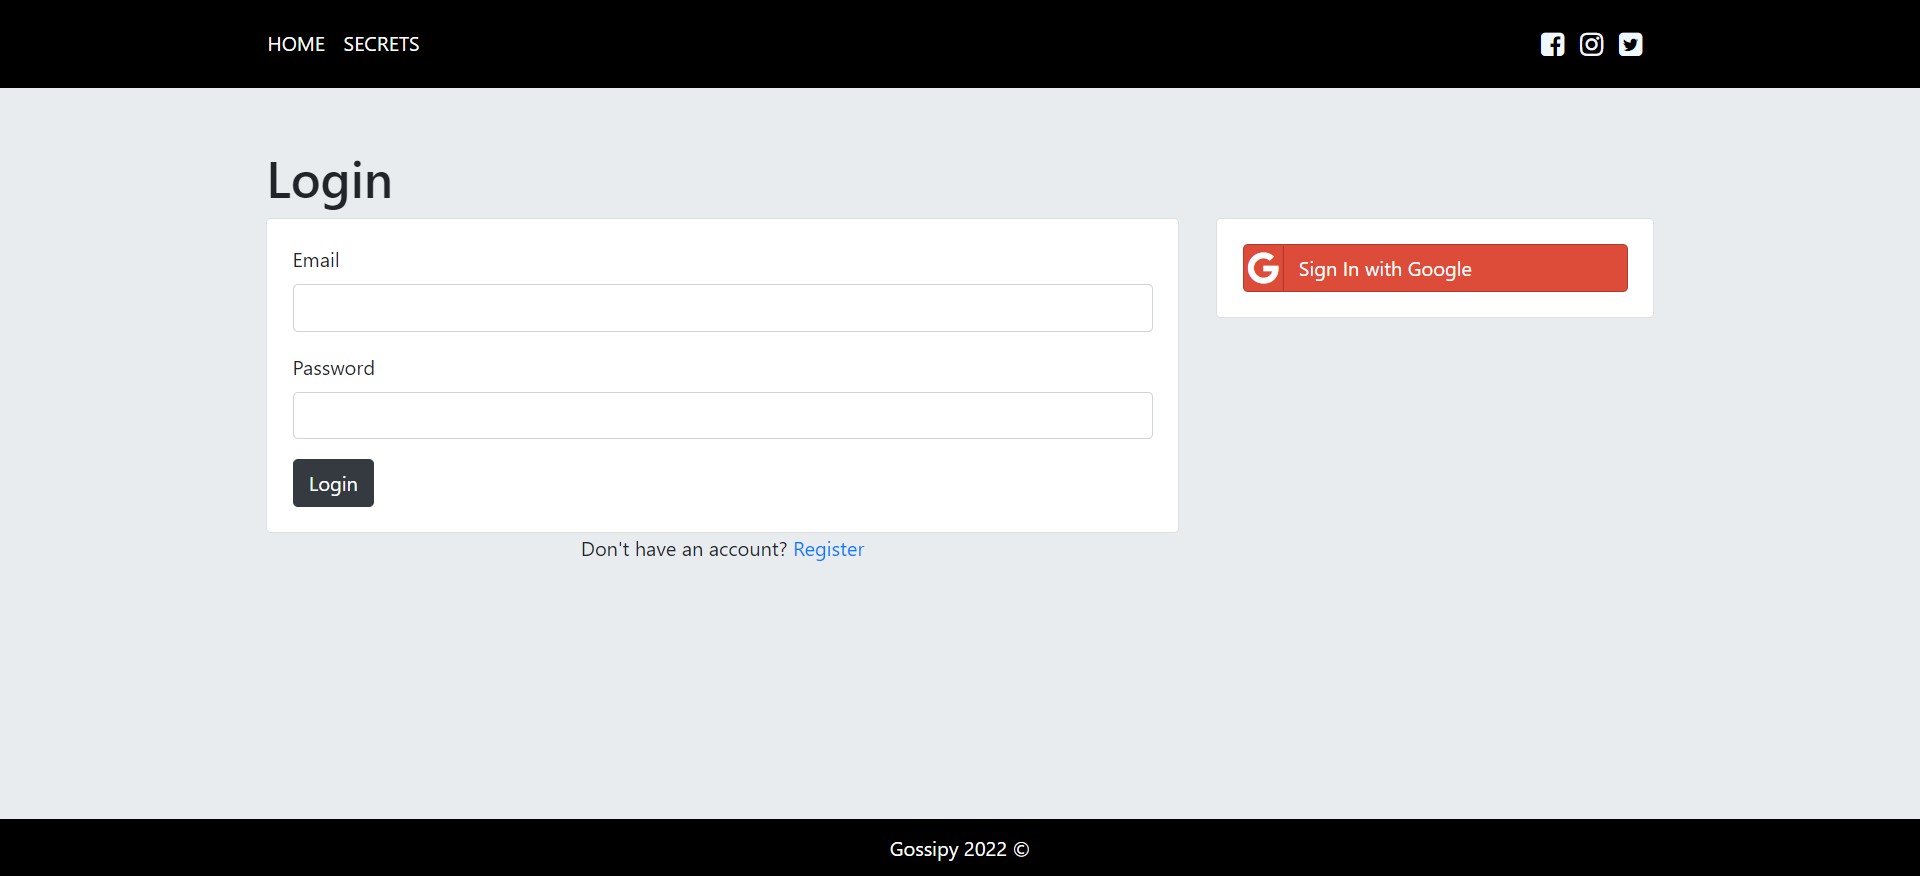 HOME SECRETS
Login
Email
Password
Login
Don't have an account? Register
Sign In with Google
Gossipy 2022 ©